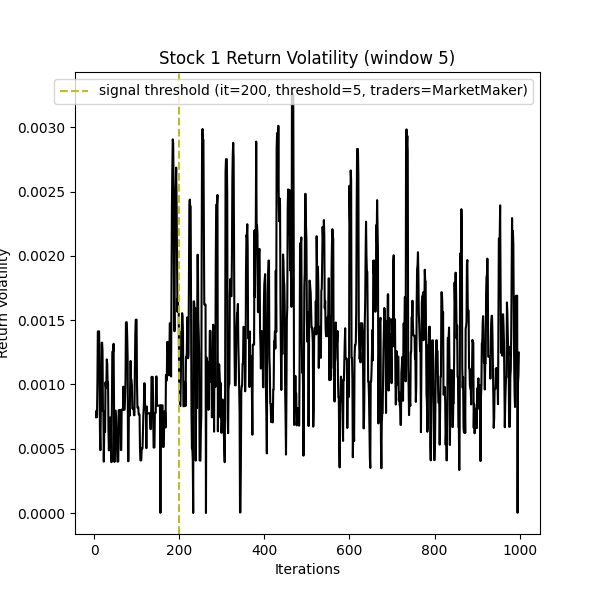 Stock 1 Return Volatility (window 5)
signal threshold (it=200, threshold=5, traders=MarketMaker)
0.0030
0.0025
0.0020
0.0015
0.0010
0.0005
0.0000
Return Volatility
0 200 400 600 800 1000
Iterations